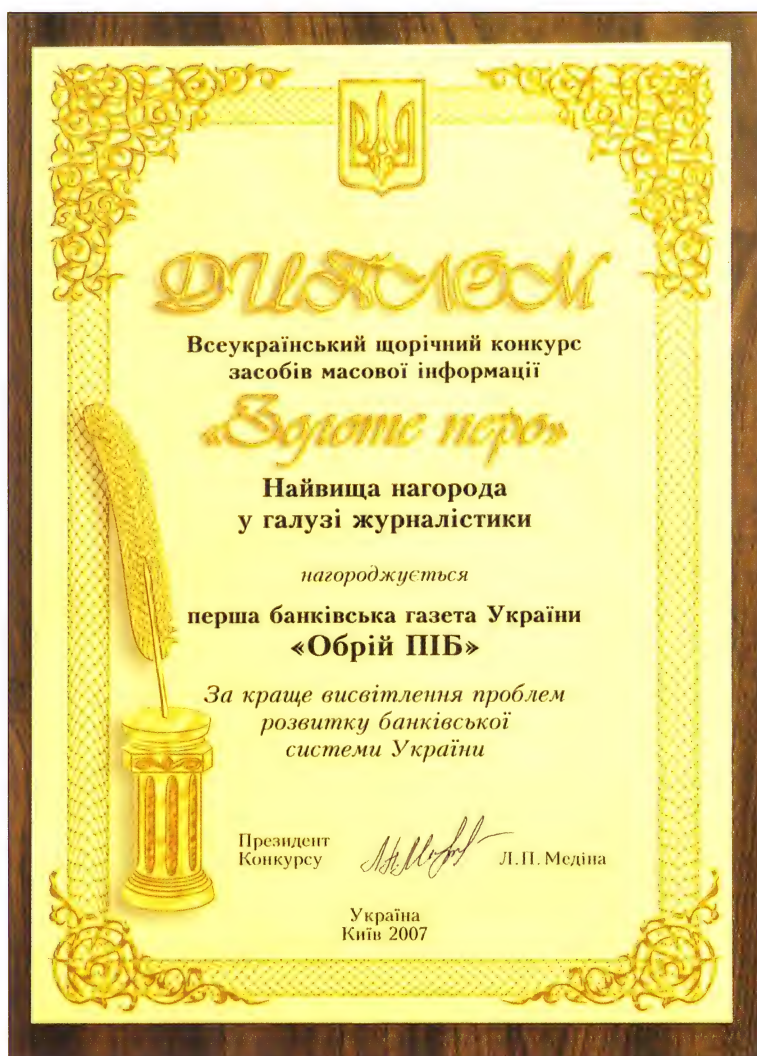 ДИПЛОМ
Всеукраїнський щорічний конкурс
засобів масової інформації
«Золоте перо»
Найвища нагорода
у галузі журналістики
нагороджується
перша банківська газета України
«Обрій ПІБ»
За краще висвітлення проблем
розвитку банківської
системи України
Президент
Конкурсу
Л.П. Медіна
Україна
Київ 2007